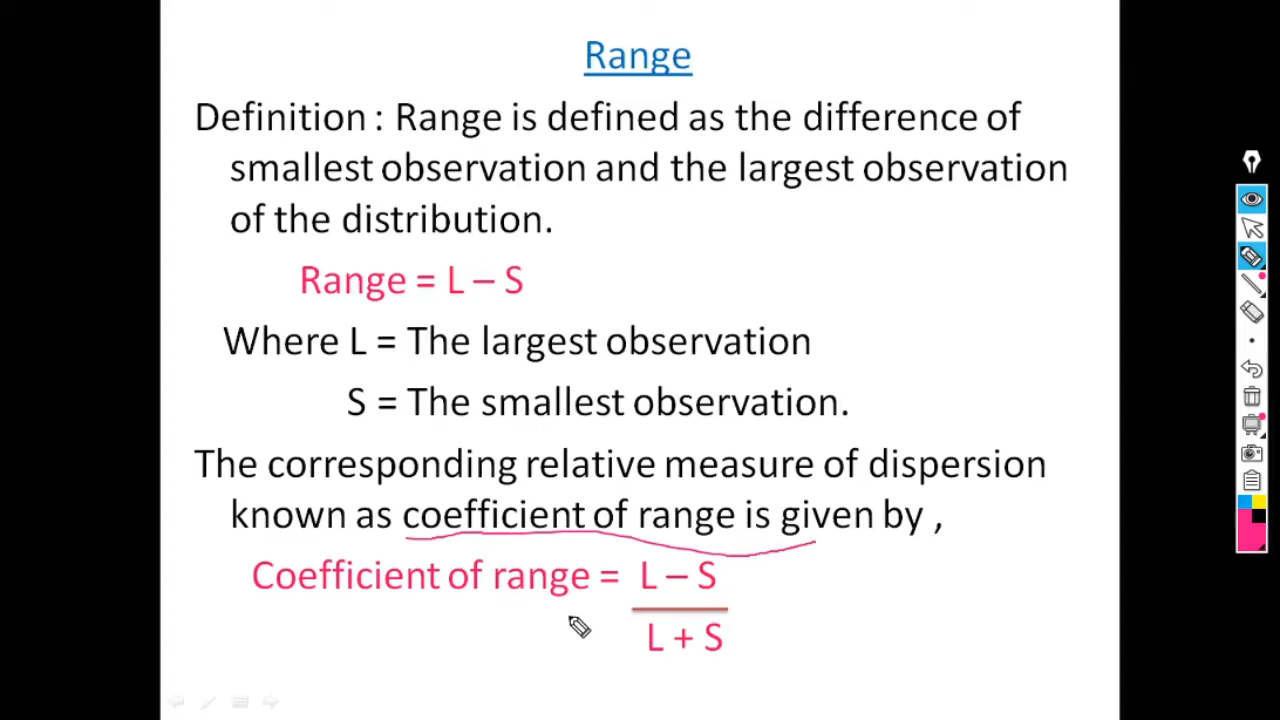 Range
Definition : Range is defined as the difference of
smallest observation and the largest observation
of the distribution.
Range = L – S
Where L = The largest observation
S = The smallest observation.
The corresponding relative measure of dispersion
known as coefficient of range is given by ,
Coefficient of range = L – S
L + S